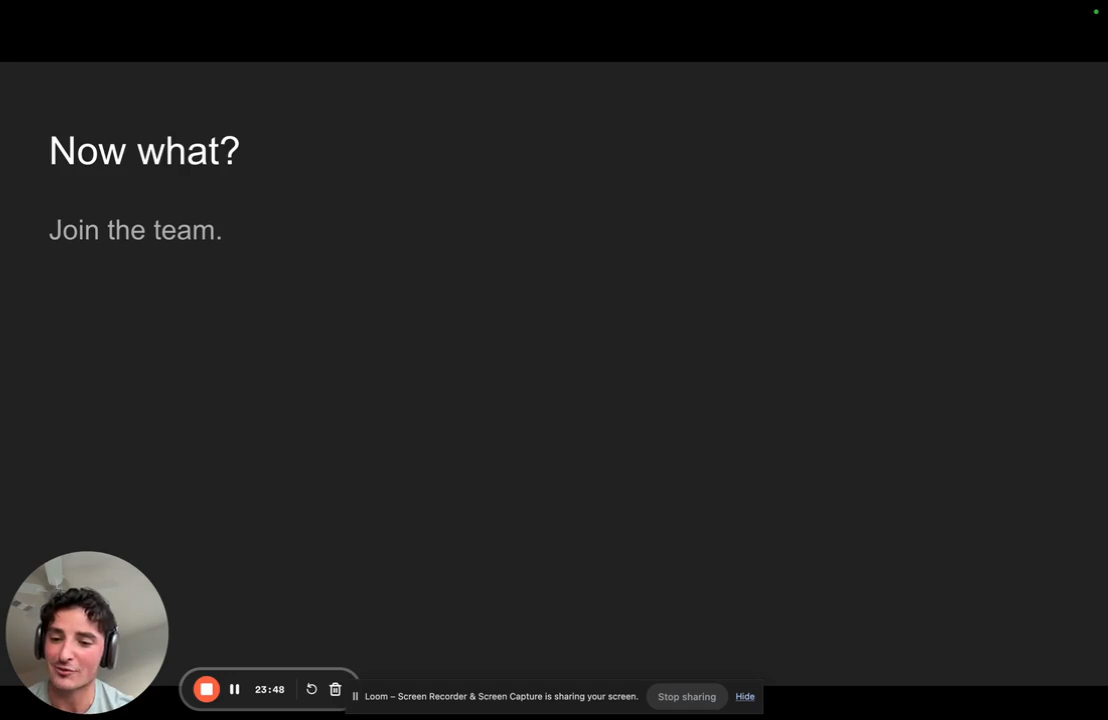 Now what?
Join the team.
23:48
Loom – Screen Recorder & Screen Capture is sharing your screen.
Stop sharing
Hide